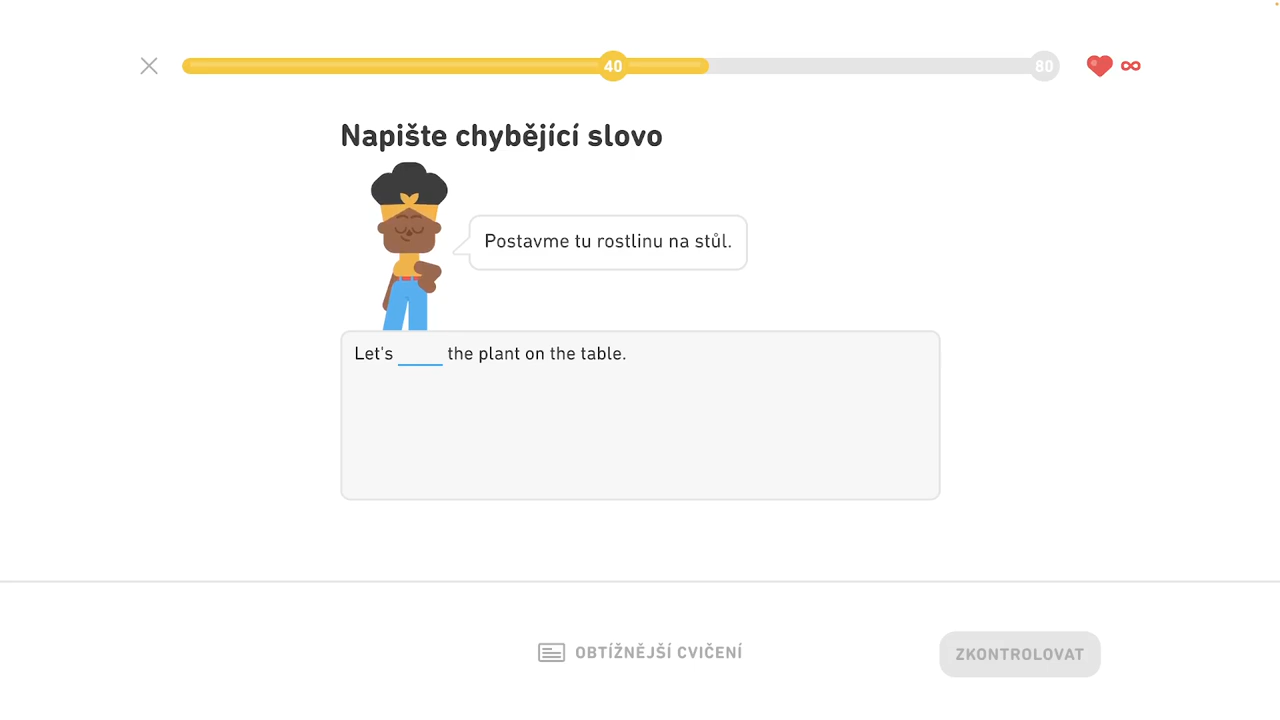 40
80
∞
Napište chybějící slovo
Postavme tu rostlinu na stůl.
Let's ____ the plant on the table.
OBTÍŽNĚJŠÍ CVIČENÍ
ZKONTROLOVAT